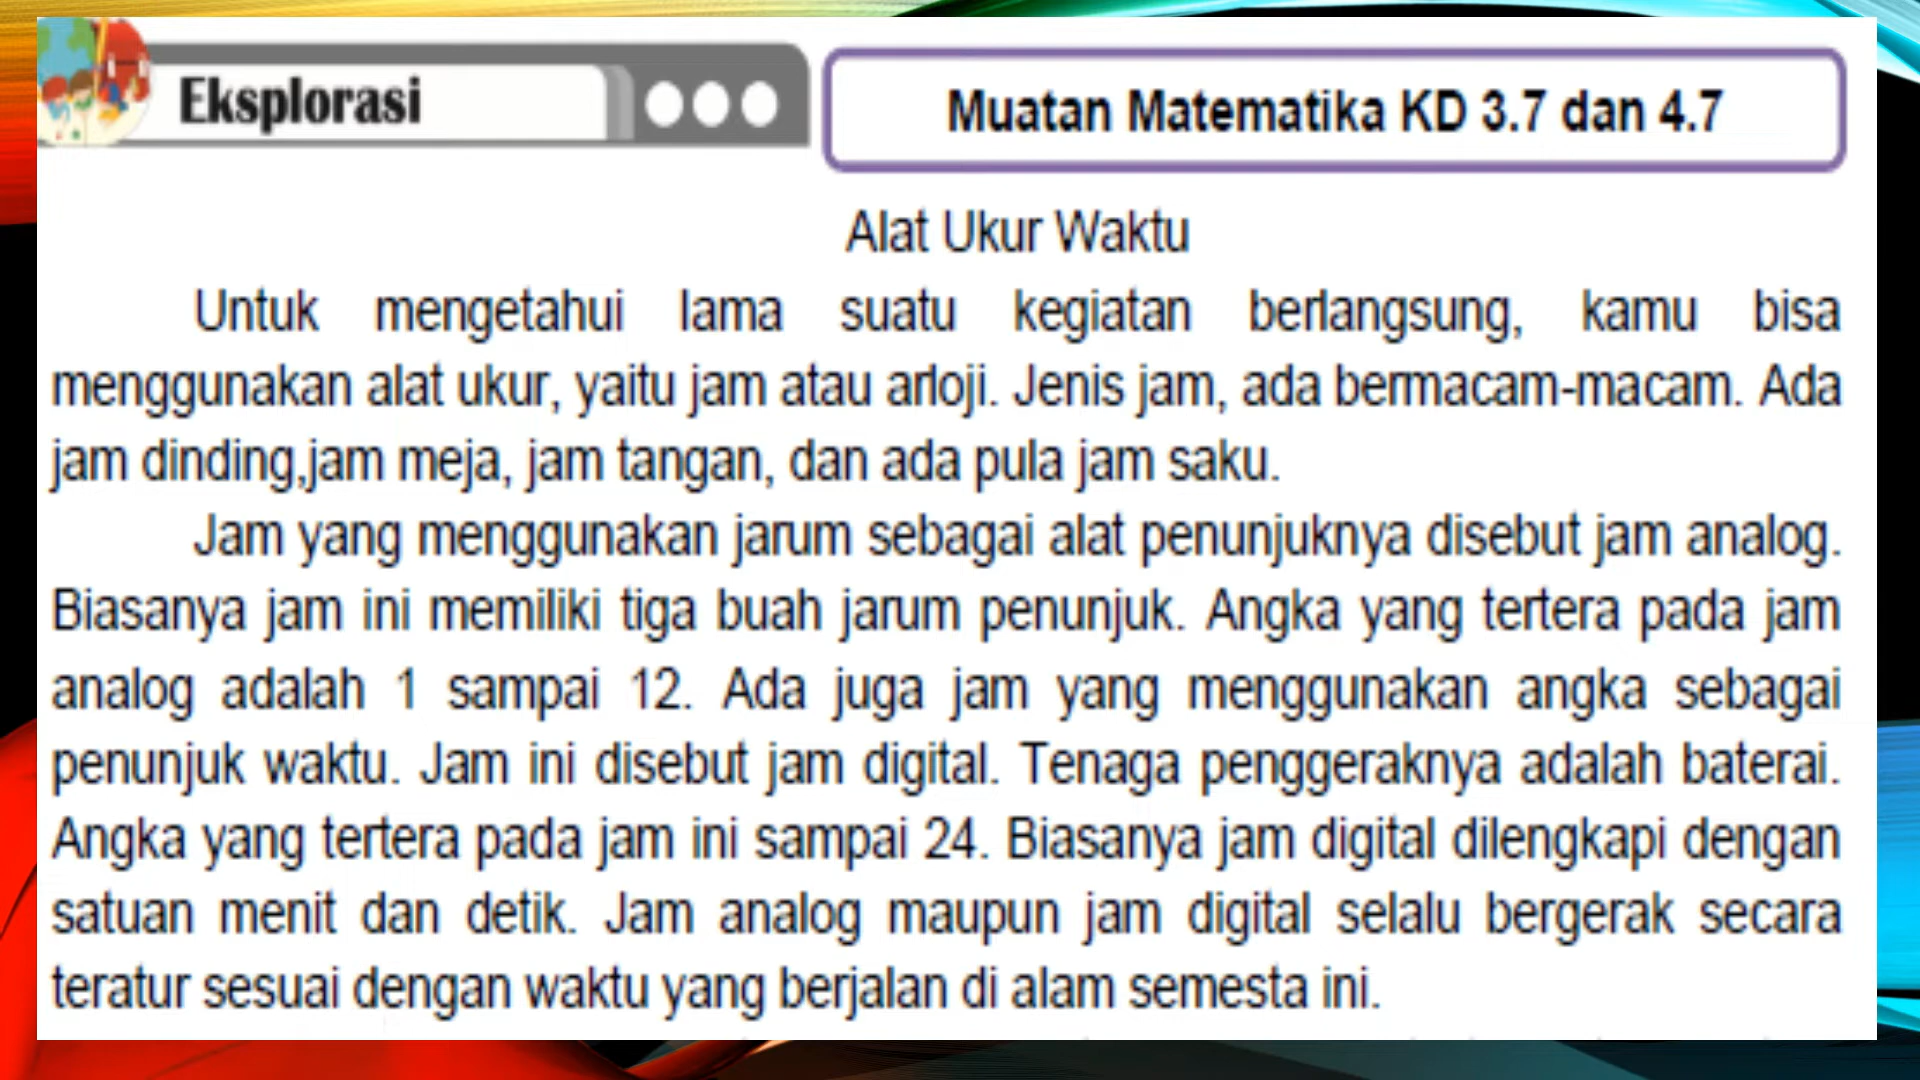 Eksplorasi
Muatan Matematika KD 3.7 dan 4.7
Alat Ukur Waktu
Untuk mengetahui lama suatu kegiatan berlangsung, kamu bisa
menggunakan alat ukur, yaitu jam atau arloji. Jenis jam, ada bermacam-macam. Ada
jam dinding,jam meja, jam tangan, dan ada pula jam saku.
Jam yang menggunakan jarum sebagai alat penunjuknya disebut jam analog.
Biasanya jam ini memiliki tiga buah jarum penunjuk. Angka yang tertera pada jam
analog adalah 1 sampai 12. Ada juga jam yang menggunakan angka sebagai
penunjuk waktu. Jam ini disebut jam digital. Tenaga penggeraknya adalah baterai.
Angka yang tertera pada jam ini sampai 24. Biasanya jam digital dilengkapi dengan
satuan menit dan detik. Jam analog maupun jam digital selalu bergerak secara
teratur sesuai dengan waktu yang berjalan di alam semesta ini.